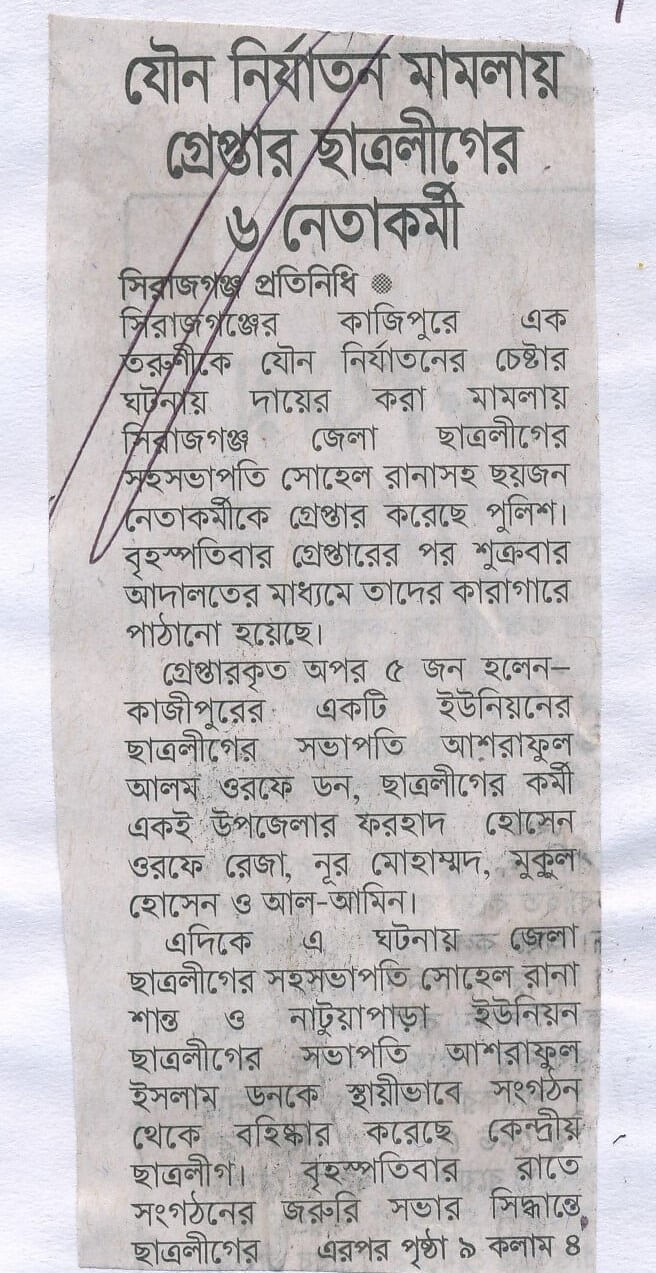 যৌন নির্যাতন মামলায়
গ্রেপ্তার ছাত্রলীগের
৬ নেতাকর্মী
সিরাজগঞ্জ প্রতিনিধি
সিরাজগঞ্জের কাজিপুরে এক
তরুণীকে যৌন নির্যাতনের চেষ্টার
ঘটনায় দায়ের করা মামলায়
সিরাজগঞ্জ জেলা ছাত্রলীগের
সহসভাপতি সোহেল রানাসহ ছয়জন
নেতাকর্মীকে গ্রেপ্তার করেছে পুলিশ।
বৃহস্পতিবার গ্রেপ্তারের পর শুক্রবার
আদালতের মাধ্যমে তাদের কারাগারে
পাঠানো হয়েছে।
গ্রেপ্তারকৃত অপর ৫ জন হলেন–
কাজীপুরের একটি ইউনিয়নের
ছাত্রলীগের সভাপতি আশরাফুল
আলম ওরফে ডন, ছাত্রলীগের কর্মী
একই উপজেলার ফরহাদ হোসেন
ওরফে রেজা, নূর মোহাম্মদ, মুকুল
হোসেন ও আল-আমিন।
এদিকে এ ঘটনায় জেলা
ছাত্রলীগের সহসভাপতি সোহেল রানা
শান্ত ও নাটুয়াপাড়া ইউনিয়ন
ছাত্রলীগের সভাপতি আশরাফুল
ইসলাম ডনকে স্থায়ীভাবে সংগঠন
থেকে বহিষ্কার করেছে কেন্দ্রীয়
ছাত্রলীগ। বৃহস্পতিবার রাতে
সংগঠনের জরুরি সভার সিদ্ধান্তে
ছাত্রলীগের এরপর পৃষ্ঠা ৯ কলাম ৪